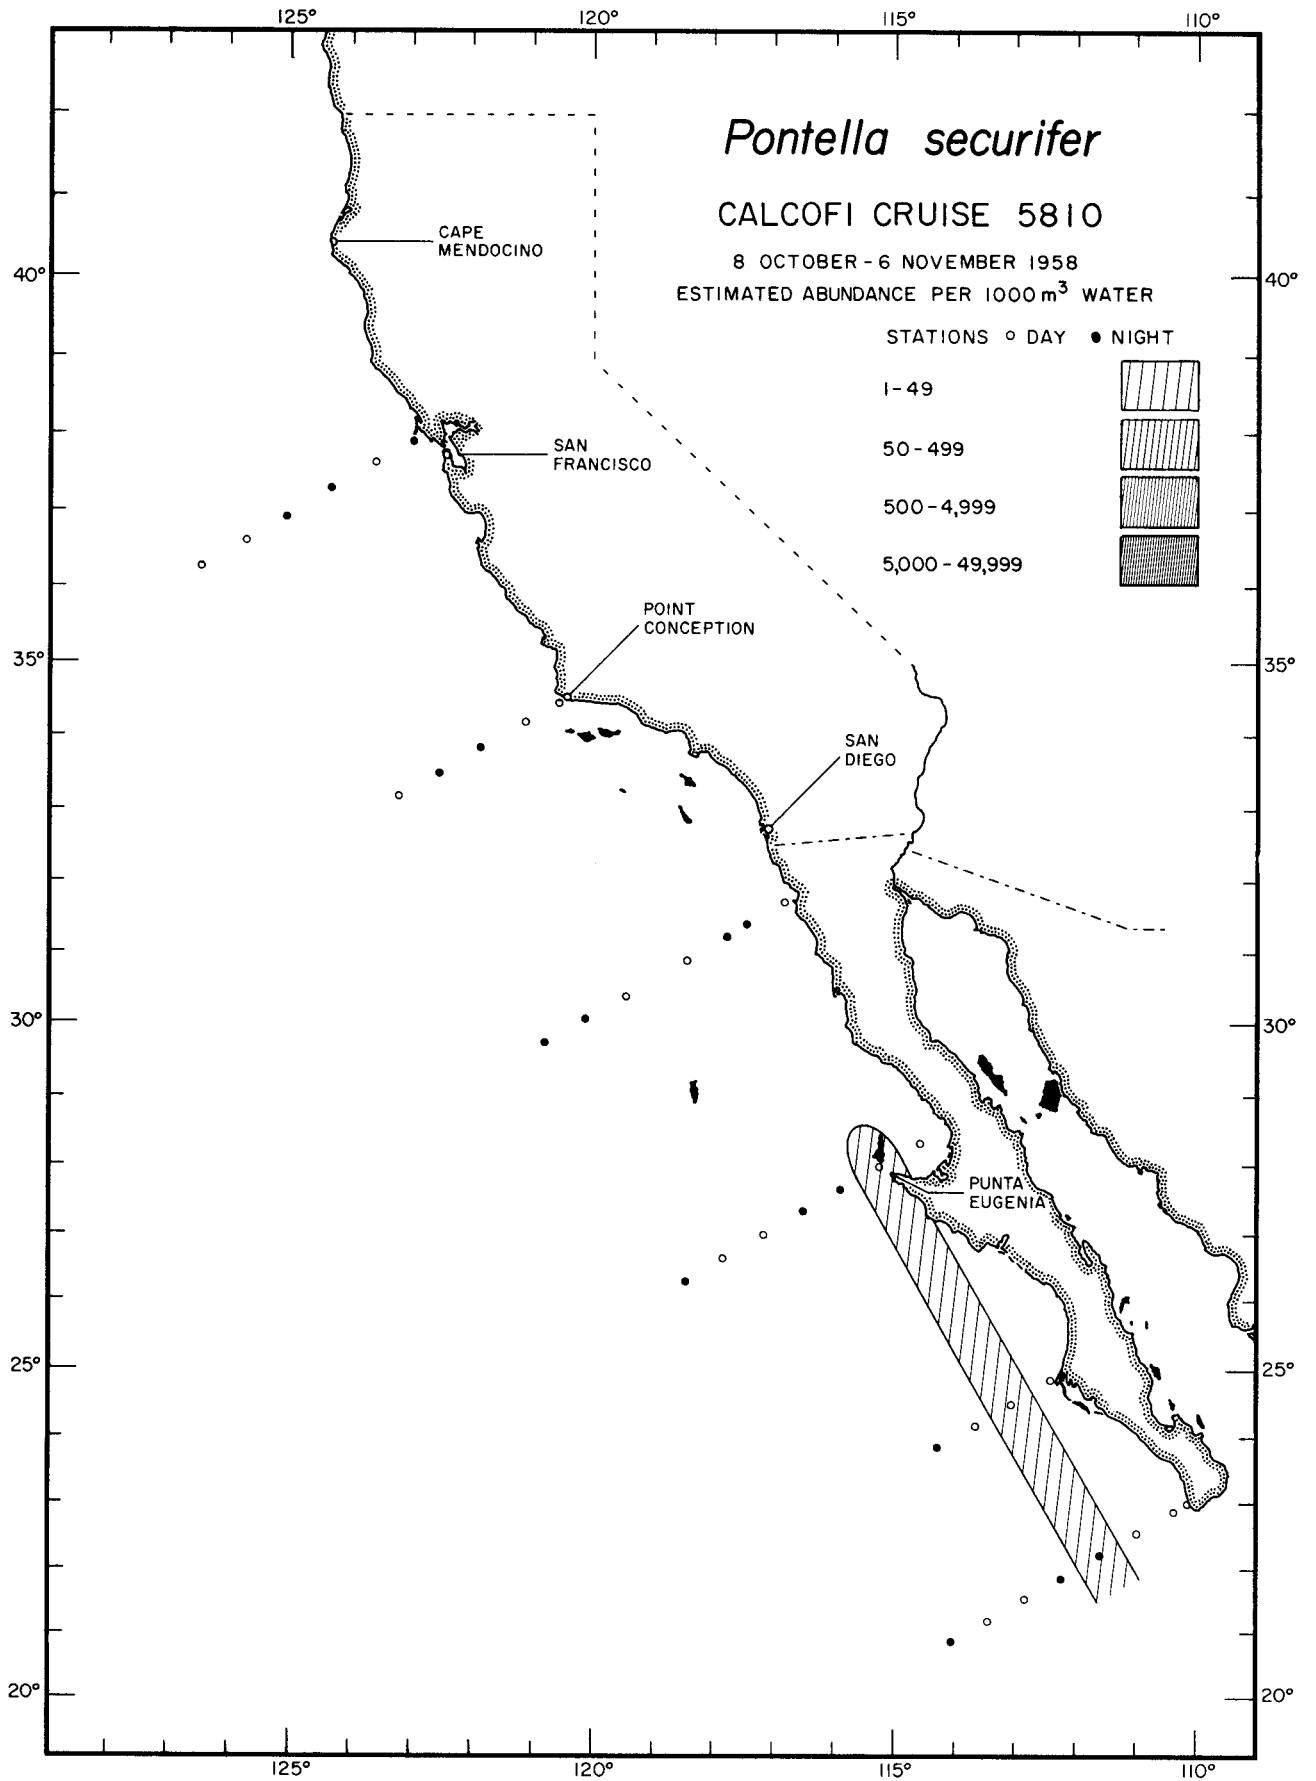 125° 120° 115° 110°
Pontella securifer
CALCOFI CRUISE 5810
8 OCTOBER - 6 NOVEMBER 1958
ESTIMATED ABUNDANCE PER 1000 m³ WATER
STATIONS ○ DAY ● NIGHT
1-49
50-499
500-4,999
5,000-49,999
CAPE
MENDOCINO
40° 40°
SAN
FRANCISCO
POINT
CONCEPTION
35° 35°
SAN
DIEGO
30° 30°
PUNTA
EUGENIA
25° 25°
20° 20°
125° 120° 115° 110°